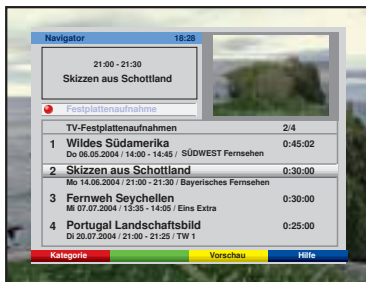 Navigator 18:28
21:00 - 21:30
Skizzen aus Schottland
Festplattenaufnahme
TV-Festplattenaufnahmen 2/4
1 Wildes Südamerika 0:45:02
Do 06.05.2004 / 14:00 - 14:45 / SÜDWEST Fernsehen
2 Skizzen aus Schottland 0:30:00
Mo 14.06.2004 / 21:00 - 21:30 / Bayerisches Fernsehen
3 Fernweh Seychellen 0:30:00
Mi 07.07.2004 / 13:35 - 14:05 / Eins Extra
4 Portugal Landschaftsbild 0:25:00
Di 20.07.2004 / 21:00 - 21:25 / TW 1
Kategorie Vorschau Hilfe